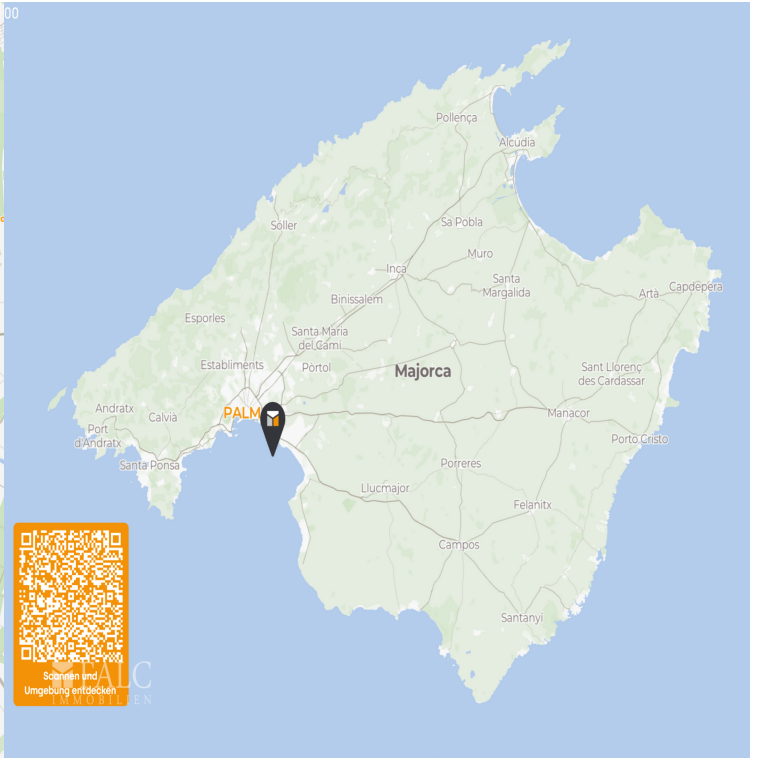 00
Pollença
Alcúdia
Sóller
Sa Pobla
Muro
Inca
Santa
Margalida
Binissalem
Artà
Capdepera
Esporles
Santa Maria
del Camí
Establiments
Pòrtol
Majorca
Sant Llorenç
des Cardassar
Andratx
Calvià
PALM
Manacor
Port
d'Andratx
Porto Cristo
Santa Ponsa
Porreres
Llucmajor
Felanitx
Campos
Santanyí
Scannen und
Umgebung entdecken
FALC
IMMOBILIEN